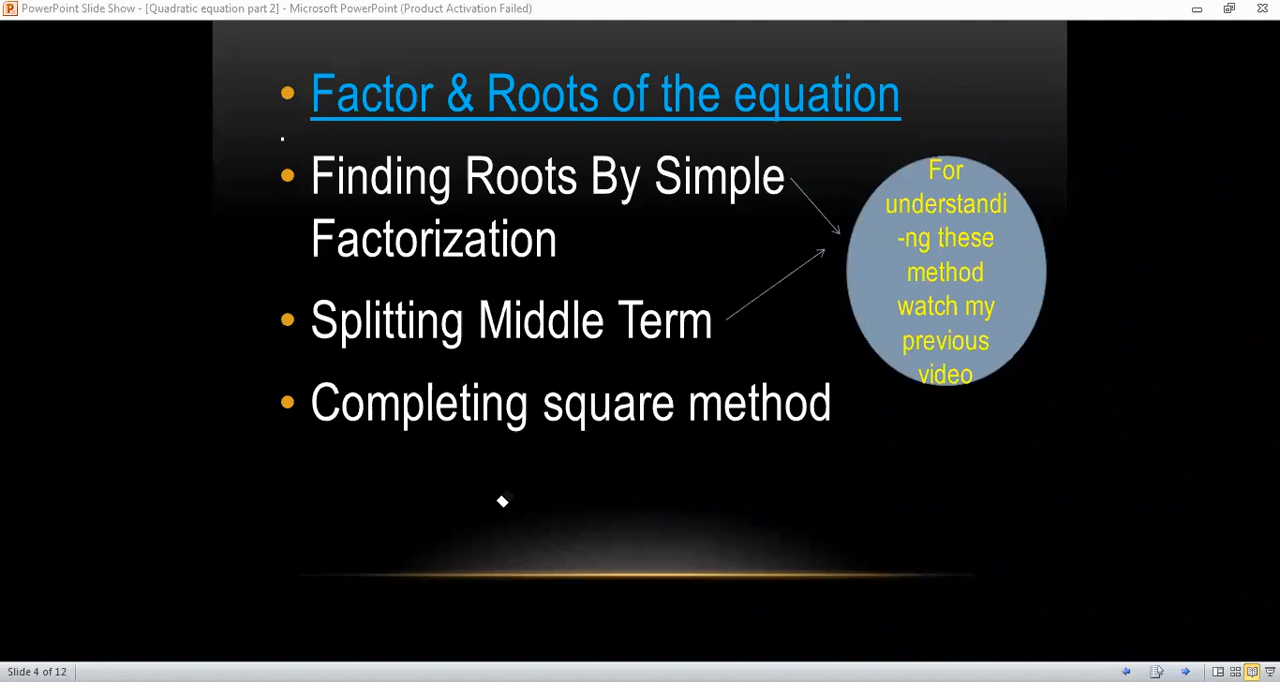 PowerPoint Slide Show - [Quadratic equation part 2] - Microsoft PowerPoint (Product Activation Failed)
• Factor & Roots of the equation
• Finding Roots By Simple
Factorization
• Splitting Middle Term
• Completing square method
For
understandi
-ng these
method
watch my
previous
video
Slide 4 of 12